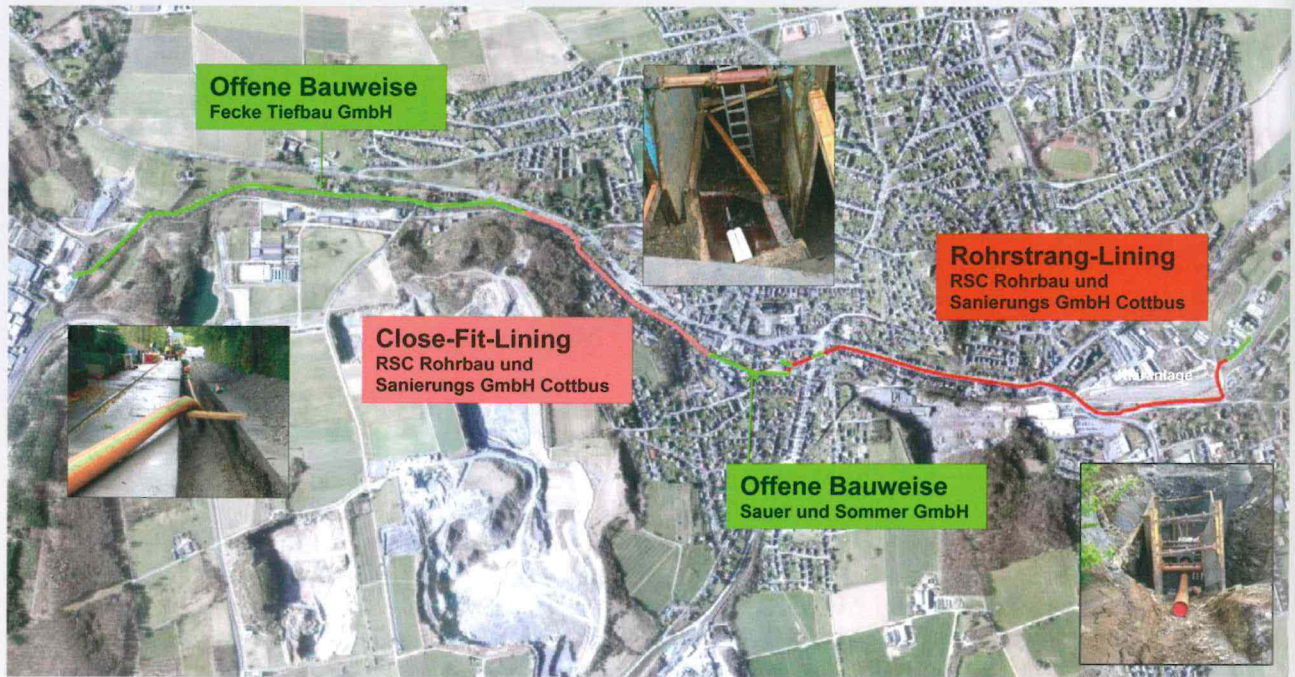 Offene Bauweise
Fecke Tiefbau GmbH
Rohrstrang-Lining
RSC Rohrbau und
Sanierungs GmbH Cottbus
Close-Fit-Lining
RSC Rohrbau und
Sanierungs GmbH Cottbus
Kläranlage
Offene Bauweise
Sauer und Sommer GmbH